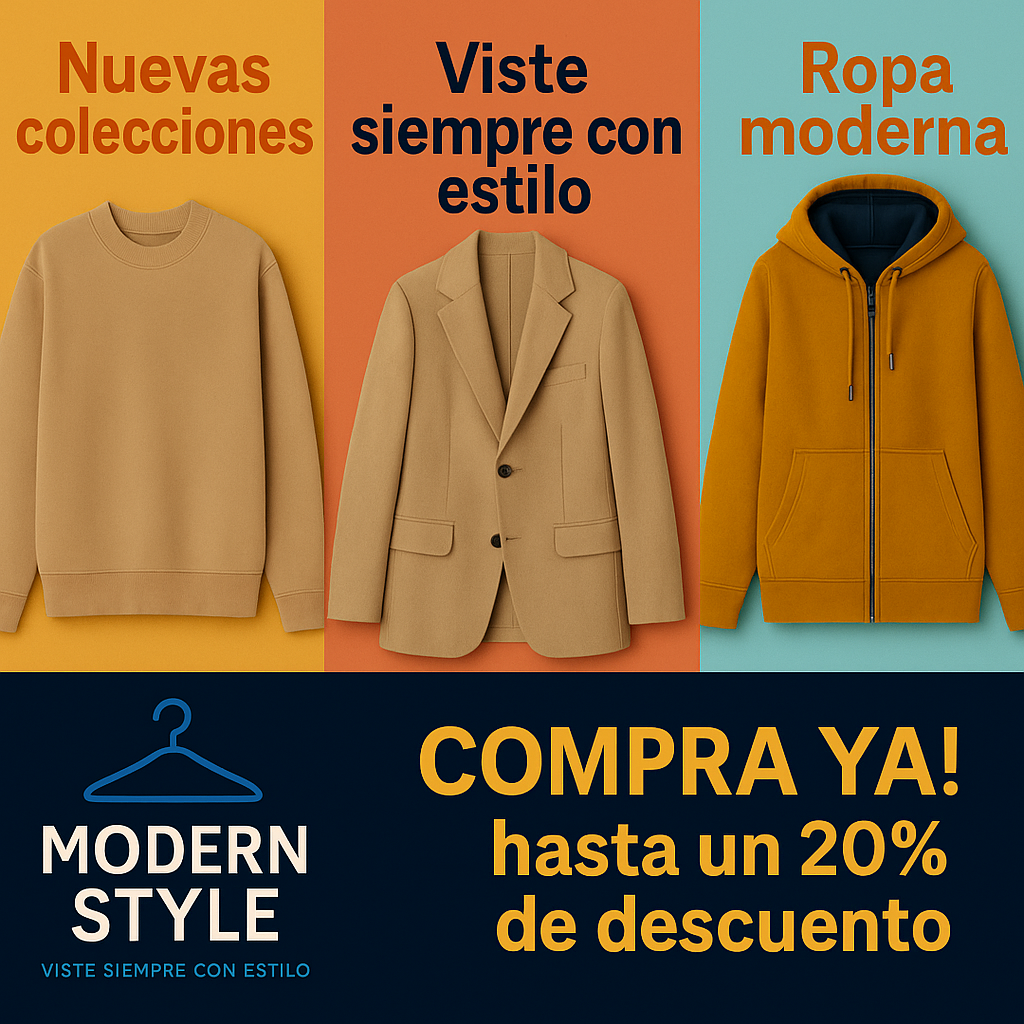 Nuevas
colecciones
Viste
siempre con
estilo
Ropa
moderna
MODERN
STYLE
VISTE SIEMPRE CON ESTILO
COMPRA YA!
hasta un 20%
de descuento